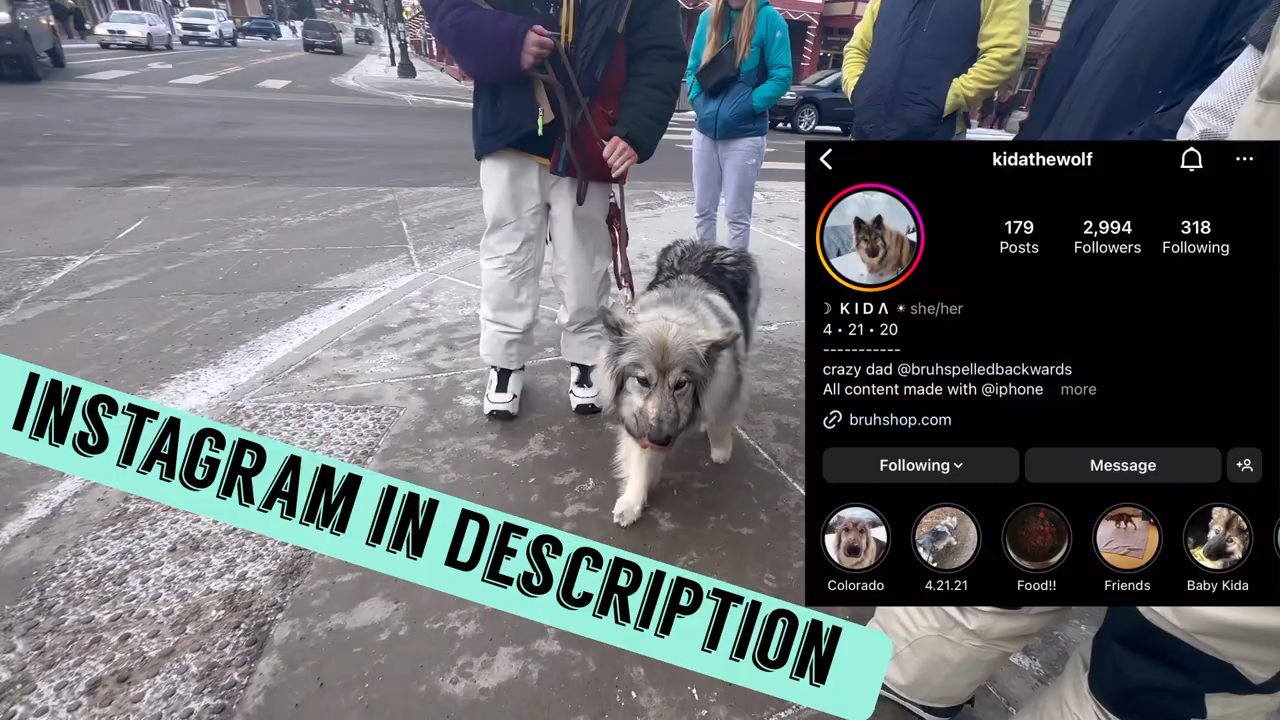 INSTAGRAM IN DESCRIPTION
kidathewolf
179
Posts
2,994
Followers
318
Following
☽ K I D Λ ☀ she/her
4 • 21 • 20
-----------
crazy dad @bruhspelledbackwards
All content made with @iphone more
bruhshop.com
Following
Message
Colorado
4.21.21
Food!!
Friends
Baby Kida